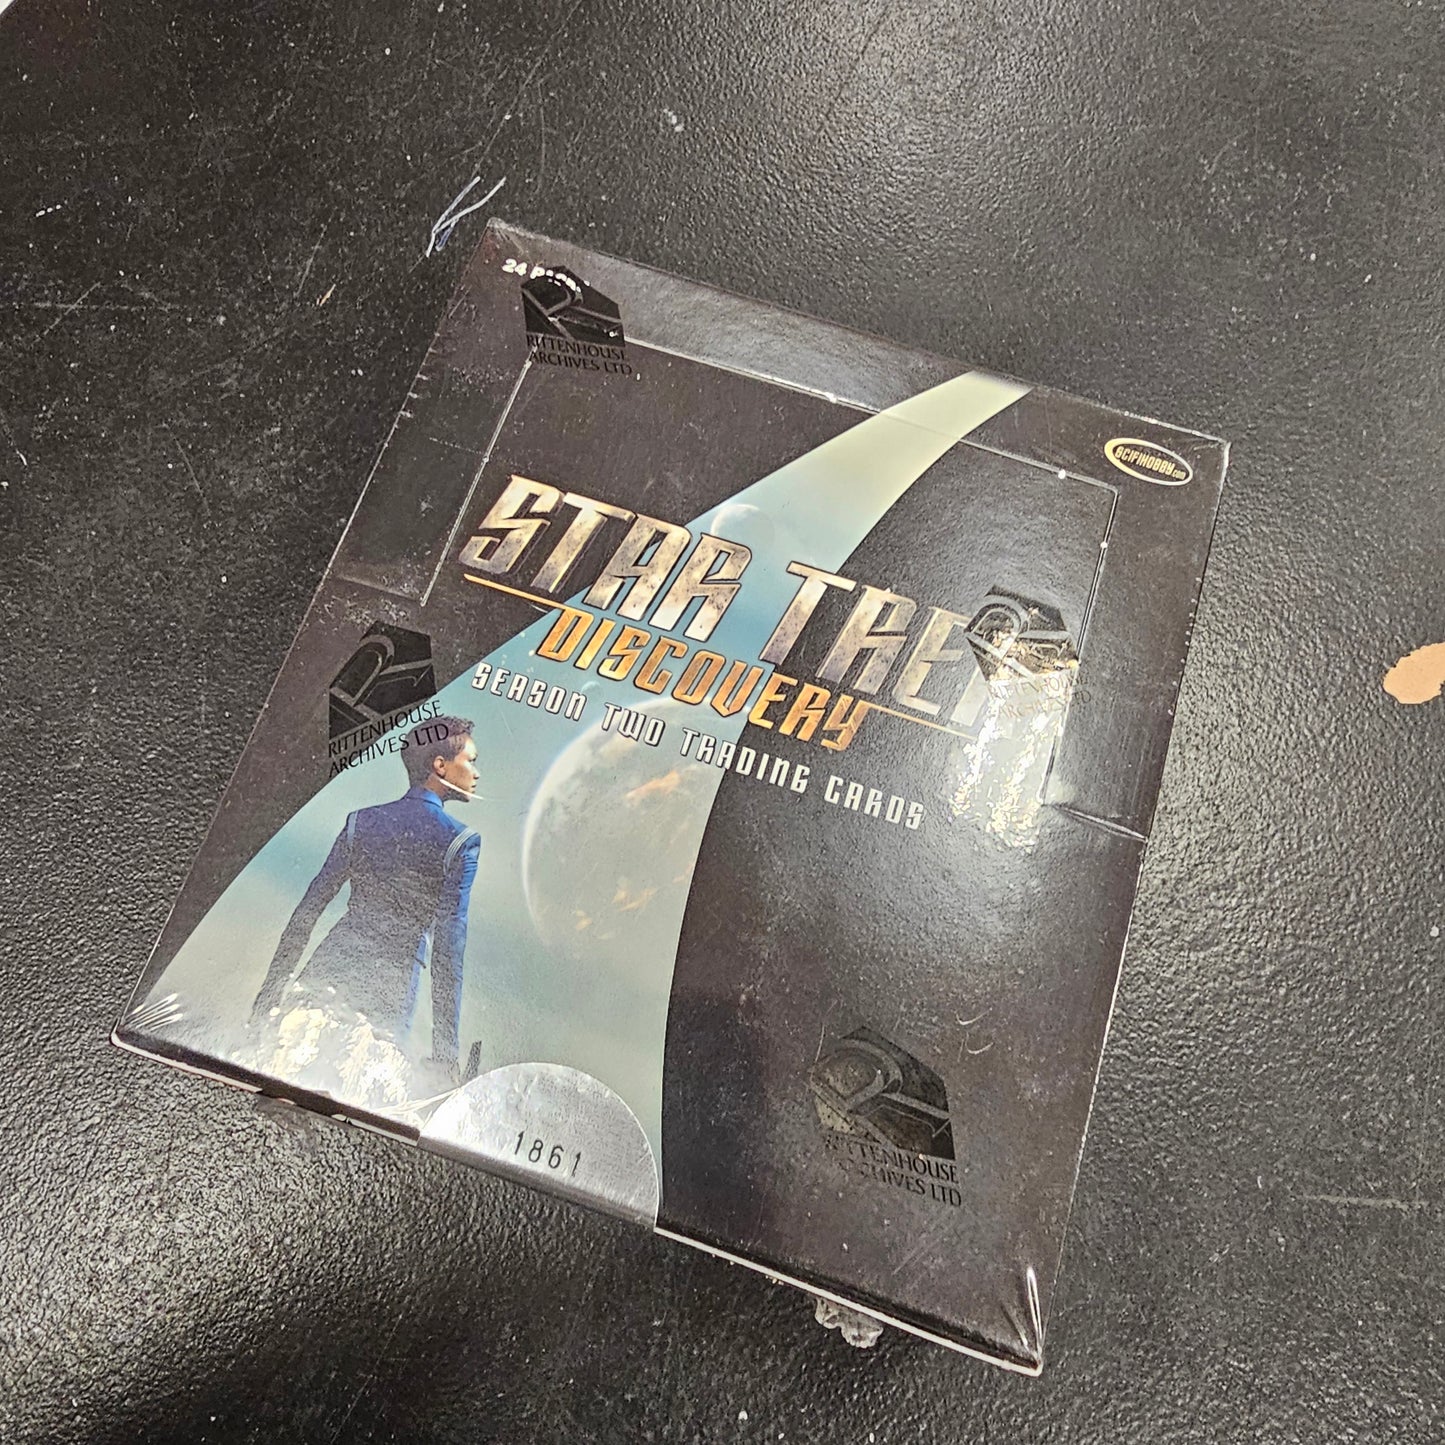 24 Packs
RITTENHOUSE
ARCHIVES LTD
SCIFIHOBBY.com
STAR TREK
DISCOVERY
SEASON TWO TRADING CARDS
RITTENHOUSE
ARCHIVES LTD
RITTENHOUSE
ARCHIVES LTD
1861
RITTENHOUSE
ARCHIVES LTD